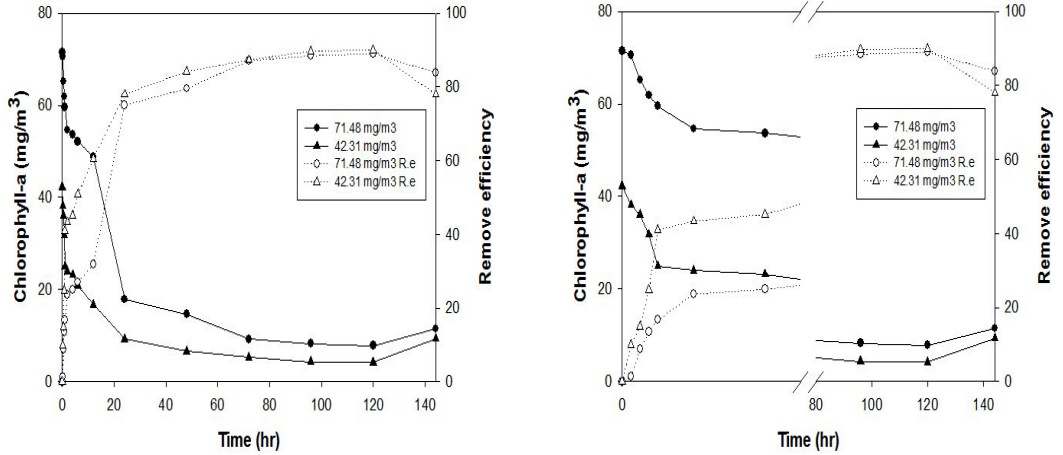 80
60
40
20
0
Chlorophyll-a (mg/m³)
100
80
60
40
20
0
Remove efficiency
71.48 mg/m3
42.31 mg/m3
71.48 mg/m3 R.e
42.31 mg/m3 R.e
0 20 40 60 80 100 120 140
Time (hr)
80
60
40
20
0
Chlorophyll-a (mg/m³)
100
80
60
40
20
0
Remove efficiency
71.48 mg/m3
42.31 mg/m3
71.48 mg/m3 R.e
42.31 mg/m3 R.e
0 80 100 120 140
Time (hr)